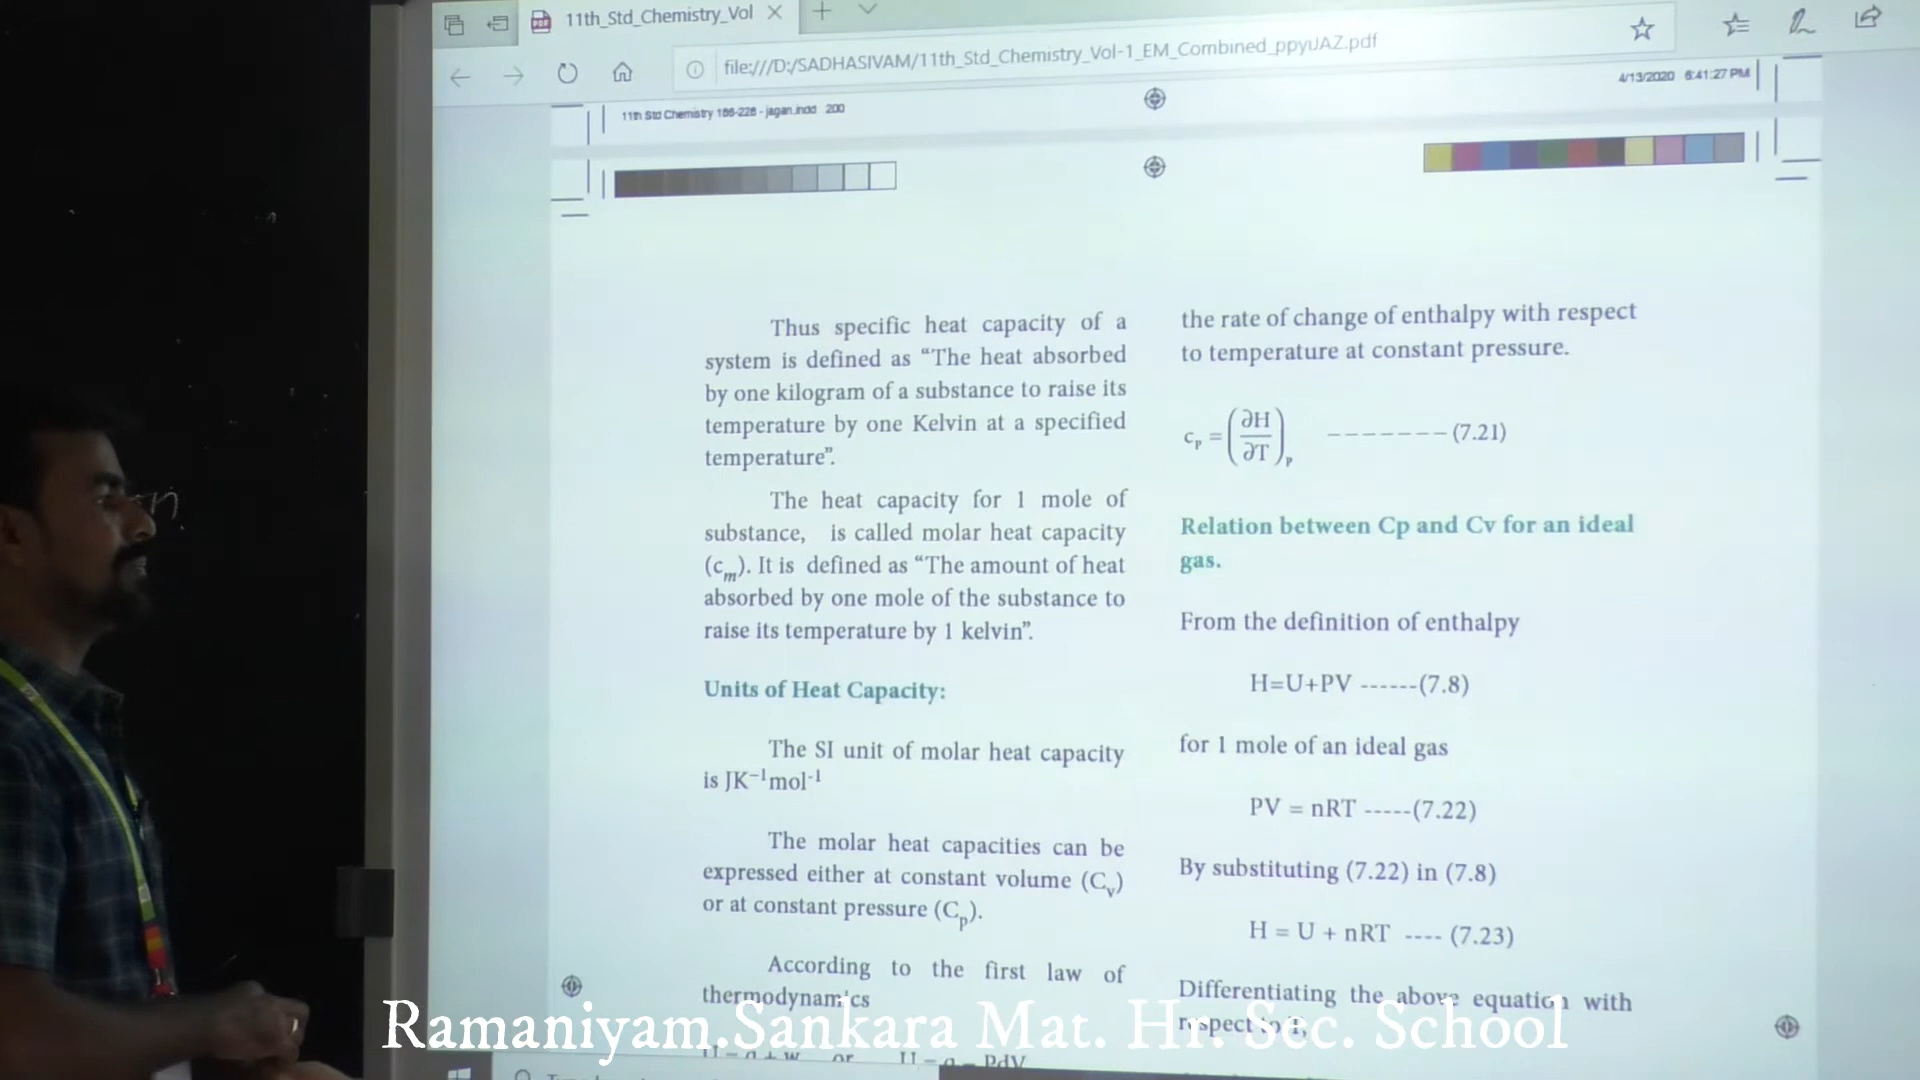 11th_Std_Chemistry_Vol
file:///D:/SADHASIVAM/11th_Std_Chemistry_Vol-1_EM_Combined_ppyUAZ.pdf
4/13/2020 6:41:27 PM
11th Std Chemistry 186-228 - jagan.indd 200
Thus specific heat capacity of a
system is defined as “The heat absorbed
by one kilogram of a substance to raise its
temperature by one Kelvin at a specified
temperature”.
The heat capacity for 1 mole of
substance, is called molar heat capacity
(cm). It is defined as “The amount of heat
absorbed by one mole of the substance to
raise its temperature by 1 kelvin”.
Units of Heat Capacity:
The SI unit of molar heat capacity
is JK⁻¹mol⁻¹
The molar heat capacities can be
expressed either at constant volume (Cv)
or at constant pressure (Cp).
According to the first law of
thermodynamics
the rate of change of enthalpy with respect
to temperature at constant pressure.
cp = (∂H/∂T)p -------- (7.21)
Relation between Cp and Cv for an ideal
gas.
From the definition of enthalpy
H=U+PV ------(7.8)
for 1 mole of an ideal gas
PV = nRT -----(7.22)
By substituting (7.22) in (7.8)
H = U + nRT ---- (7.23)
Differentiating the above equation with
respect to T,
Ramaniyam.Sankara Mat. Hr. Sec. School